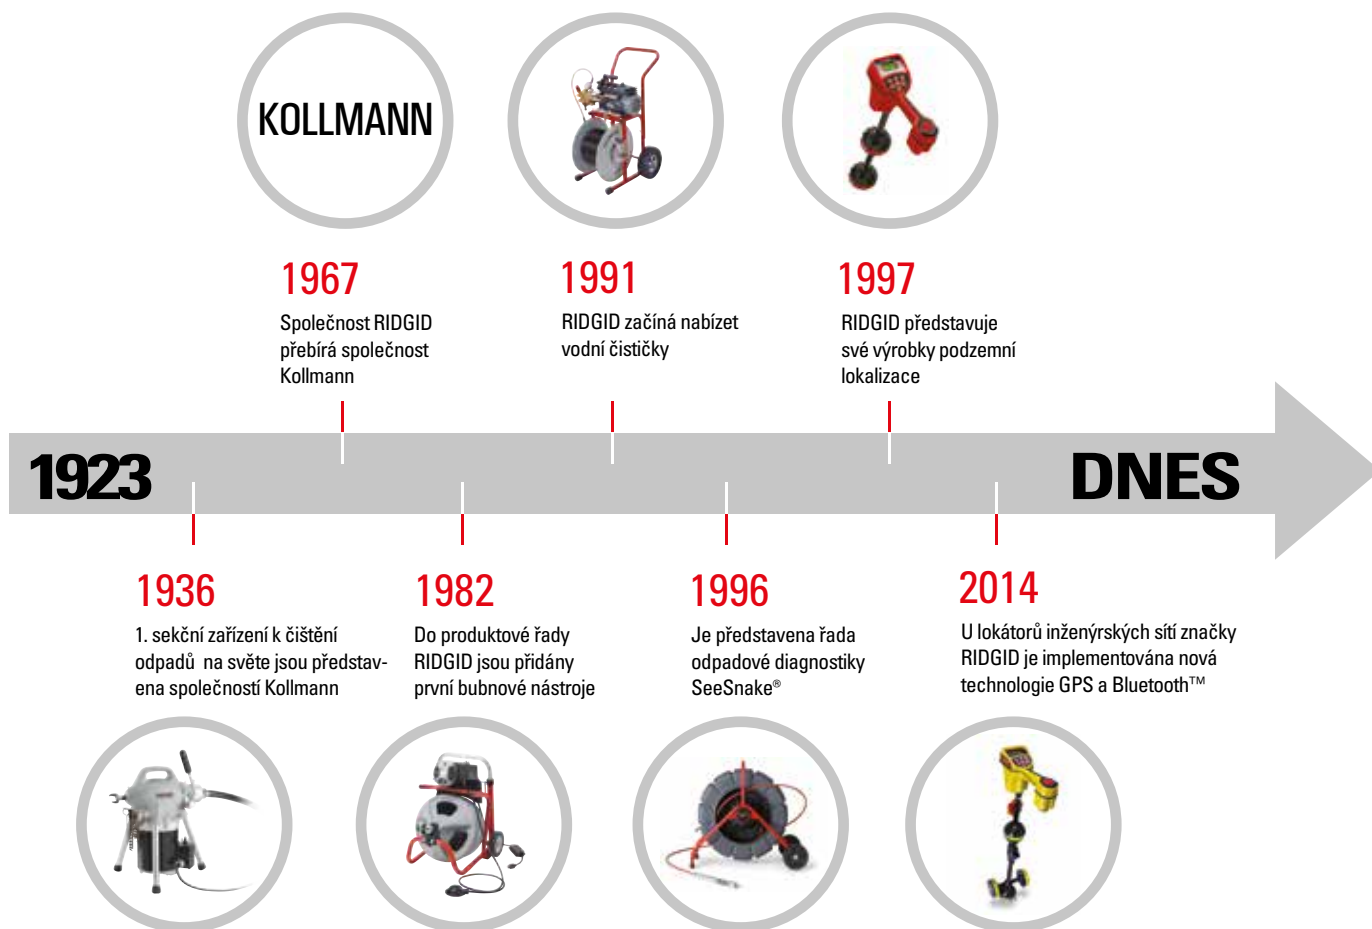 KOLLMANN
1967
Společnost RIDGID
přebírá společnost
Kollmann
1991
RIDGID začíná nabízet
vodní čističky
1997
RIDGID představuje
své výrobky podzemní
lokalizace
1923
DNES
1936
1. sekční zařízení k čištění
odpadů na světe jsou představ-
ena společností Kollmann
1982
Do produktové řady
RIDGID jsou přidány
první bubnové nástroje
1996
Je představena řada
odpadové diagnostiky
SeeSnake®
2014
U lokátorů inženýrských sítí značky
RIDGID je implementována nová
technologie GPS a Bluetooth™